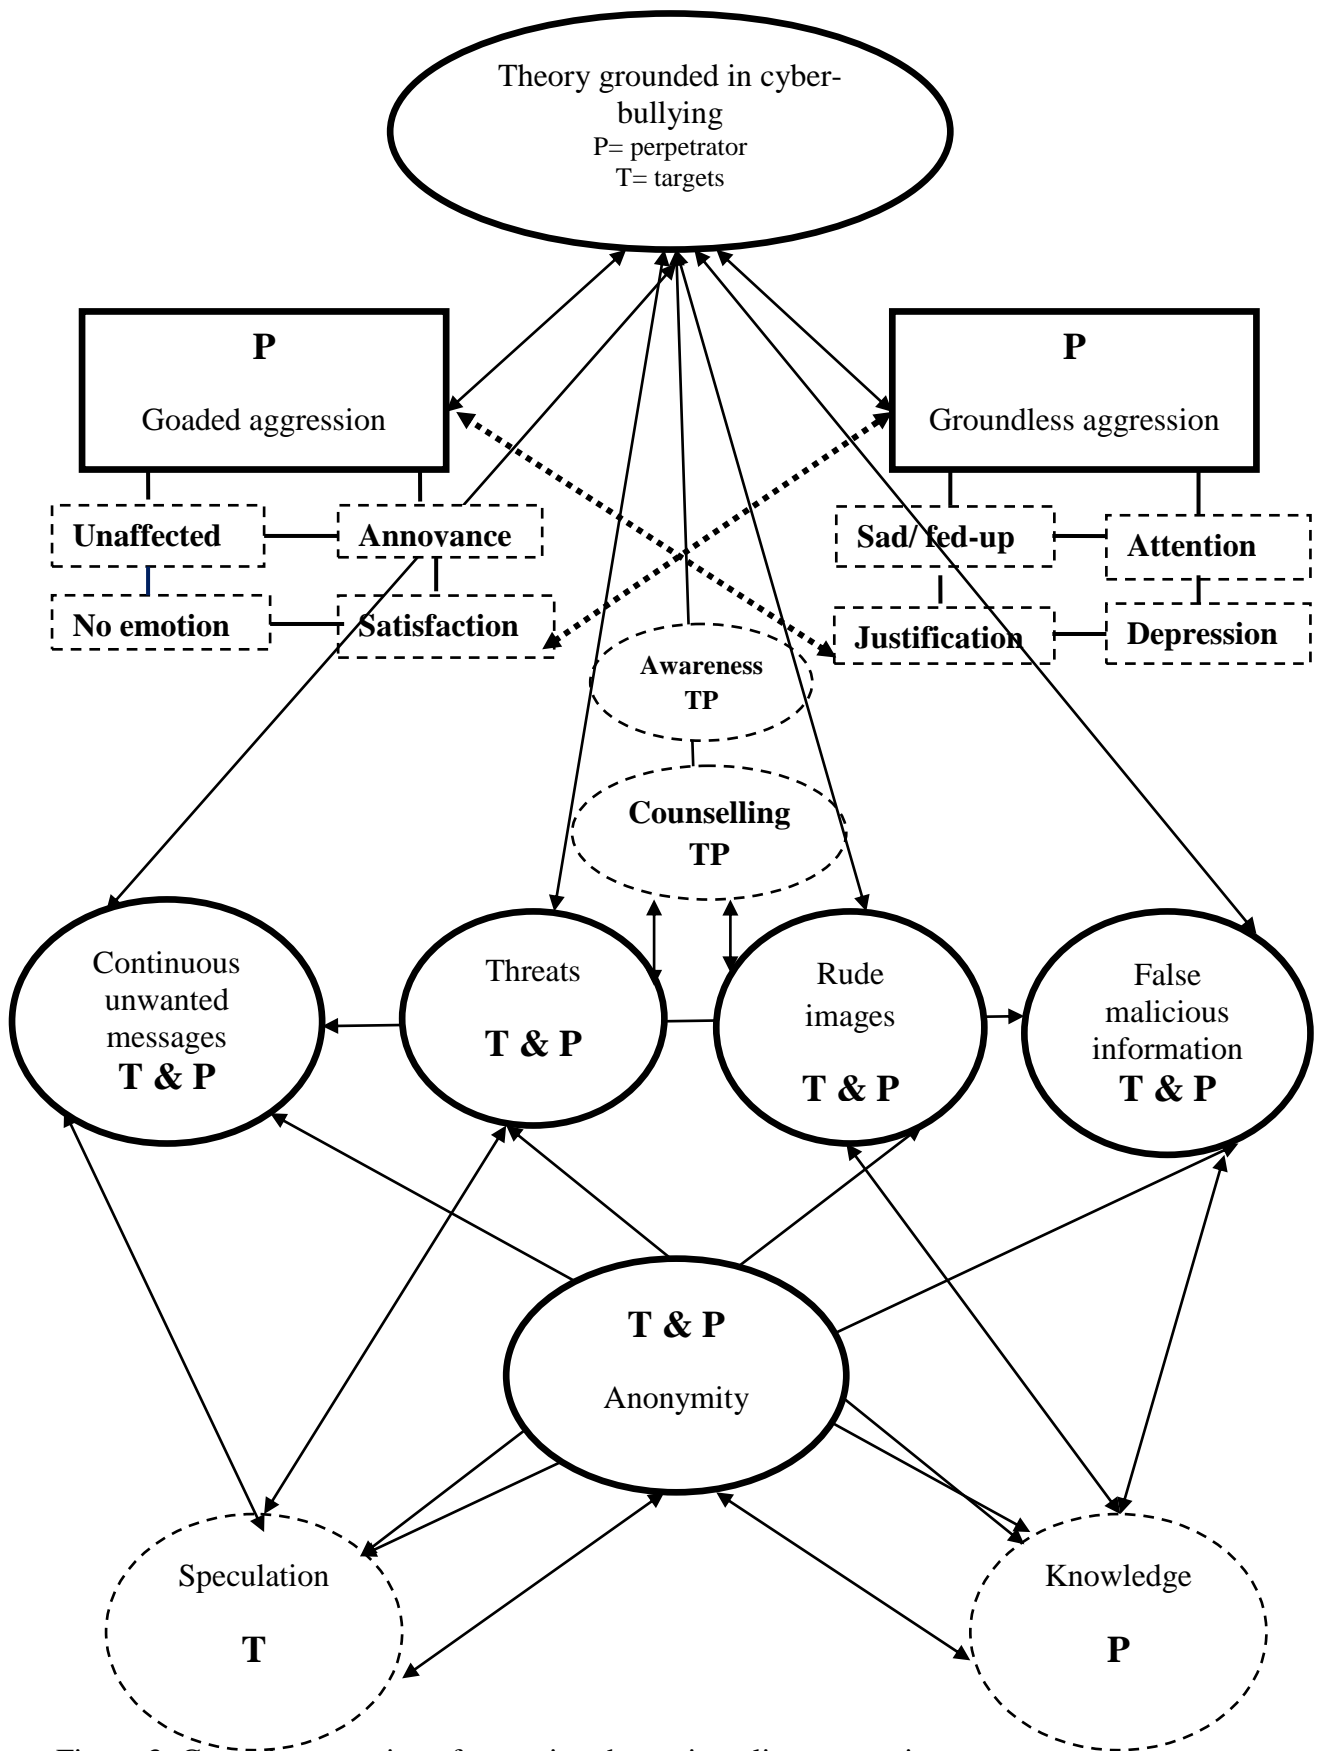 Theory grounded in cyber-
bullying
P= perpetrator
T= targets
P
Goaded aggression
P
Groundless aggression
Unaffected
Annovance
Sad/ fed-up
Attention
No emotion
Satisfaction
Justification
Depression
Awareness
TP
Counselling
TP
Continuous
unwanted
messages
T & P
Threats
T & P
Rude
images
T & P
False
malicious
information
T & P
T & P
Anonymity
Speculation
T
Knowledge
P